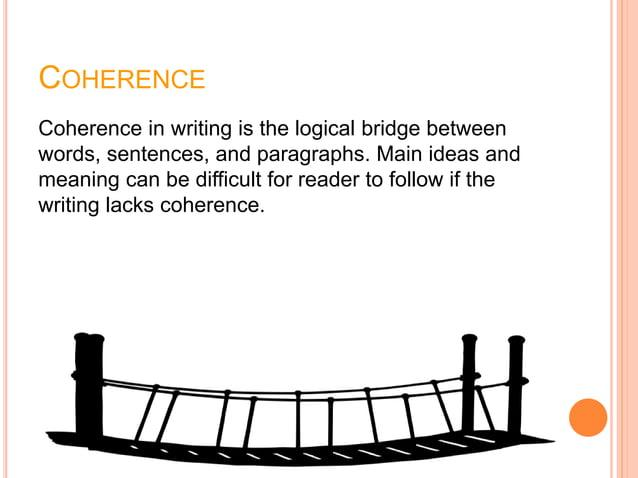 COHERENCE
Coherence in writing is the logical bridge between
words, sentences, and paragraphs. Main ideas and
meaning can be difficult for reader to follow if the
writing lacks coherence.